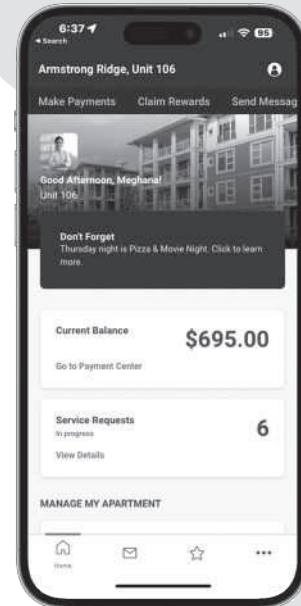 6:37
95
Search
Armstrong Ridge, Unit 106
Make Payments Claim Rewards Send Messag
Good Afternoon, Meghana!
Unit 106
Don't Forget
Thursday night is Pizza & Movie Night. Click to learn
more.
Current Balance
$695.00
Go to Payment Center
Service Requests
In progress
6
View Details
MANAGE MY APARTMENT
Home